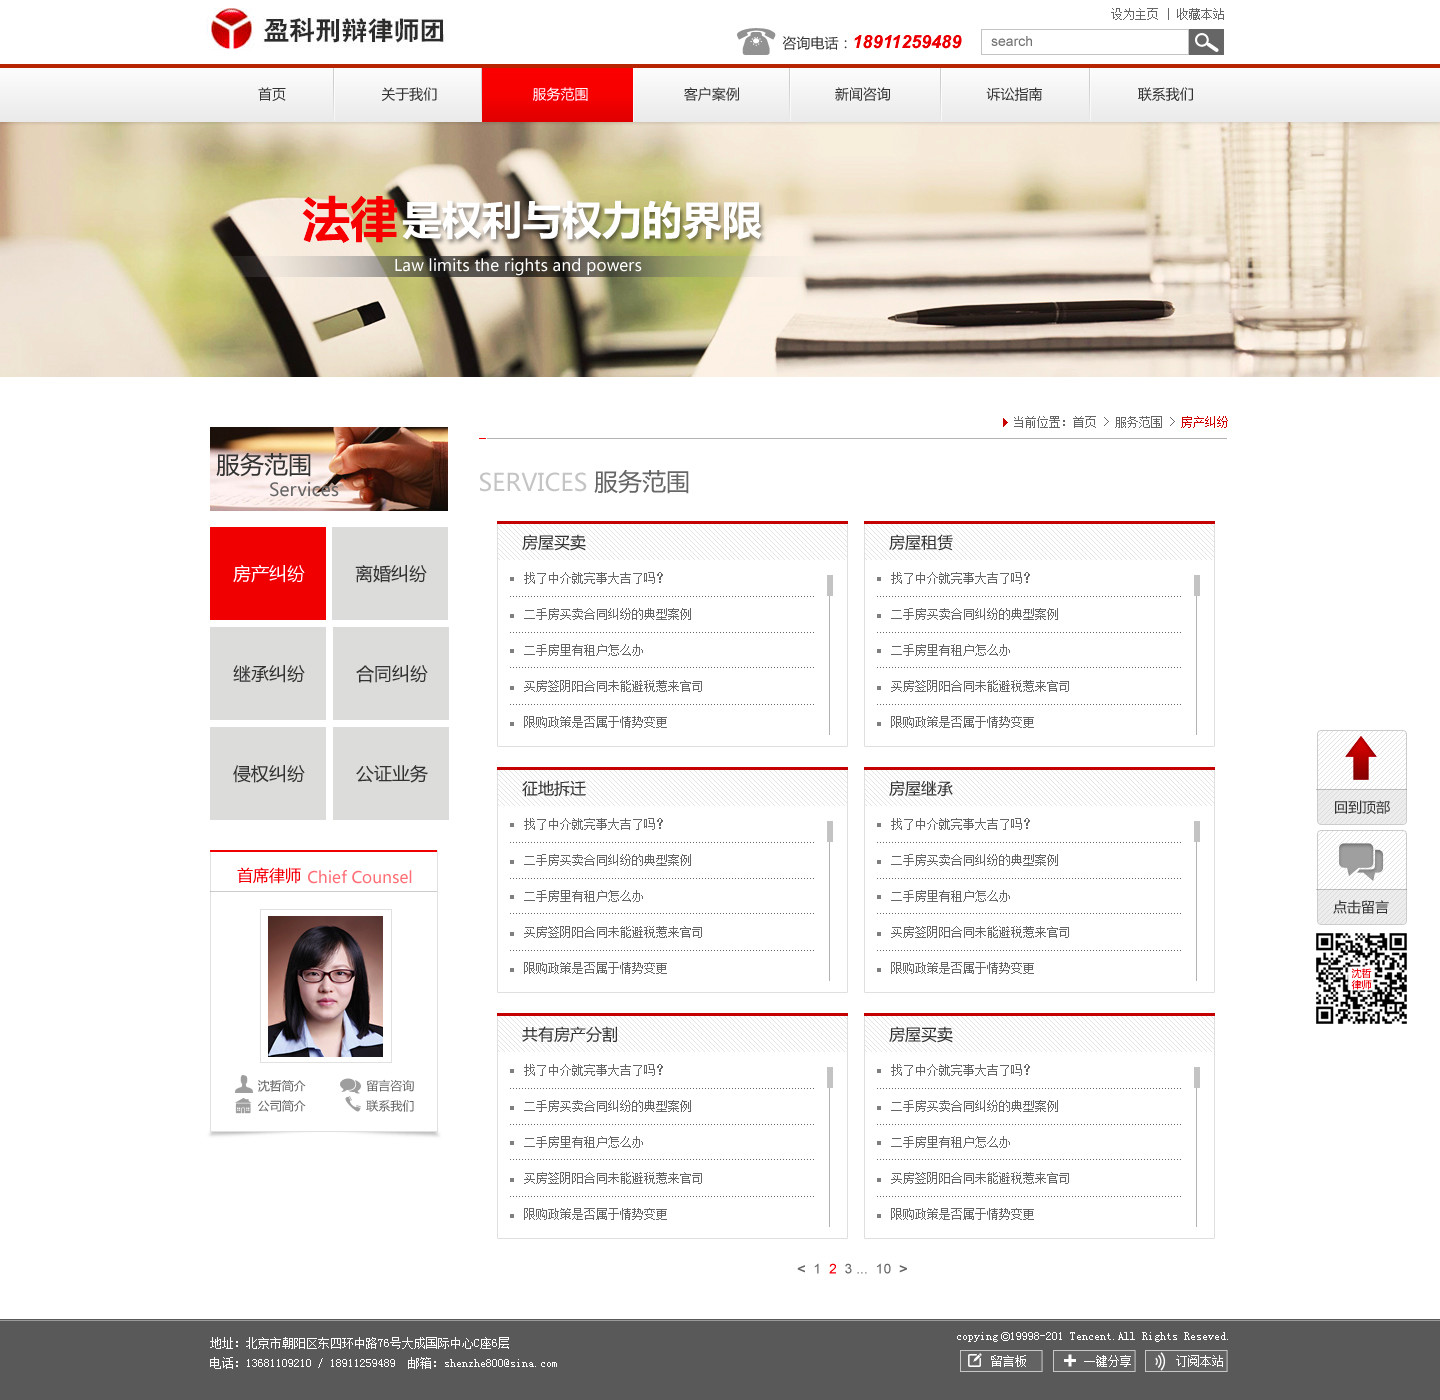 盈科刑辩律师团
设为主页 | 收藏本站
咨询电话：18911259489
search
首页 关于我们 服务范围 客户案例 新闻咨询 诉讼指南 联系我们
法律是权利与权力的界限
Law limits the rights and powers
当前位置：首页 > 服务范围 > 房产纠纷
服务范围
Services
SERVICES 服务范围
房产纠纷 离婚纠纷
继承纠纷 合同纠纷
侵权纠纷 公证业务
首席律师 Chief Counsel
沈哲简介 留言咨询
公司简介 联系我们
房屋买卖
找了中介就完事大吉了吗？
二手房买卖合同纠纷的典型案例
二手房里有租户怎么办
买房签阴阳合同未能避税惹来官司
限购政策是否属于情势变更
房屋租赁
找了中介就完事大吉了吗？
二手房买卖合同纠纷的典型案例
二手房里有租户怎么办
买房签阴阳合同未能避税惹来官司
限购政策是否属于情势变更
征地拆迁
找了中介就完事大吉了吗？
二手房买卖合同纠纷的典型案例
二手房里有租户怎么办
买房签阴阳合同未能避税惹来官司
限购政策是否属于情势变更
房屋继承
找了中介就完事大吉了吗？
二手房买卖合同纠纷的典型案例
二手房里有租户怎么办
买房签阴阳合同未能避税惹来官司
限购政策是否属于情势变更
共有房产分割
找了中介就完事大吉了吗？
二手房买卖合同纠纷的典型案例
二手房里有租户怎么办
买房签阴阳合同未能避税惹来官司
限购政策是否属于情势变更
房屋买卖
找了中介就完事大吉了吗？
二手房买卖合同纠纷的典型案例
二手房里有租户怎么办
买房签阴阳合同未能避税惹来官司
限购政策是否属于情势变更
< 1 2 3 ... 10 >
回到顶部
点击留言
沈哲
律师
地址：北京市朝阳区东四环中路76号大成国际中心C座6层
电话：13681109210 / 18911259489 邮箱：shenzhe800@sina.com
copying ©19998-201 Tencent.All Rights Reseved.
留言板 一键分享 订阅本站